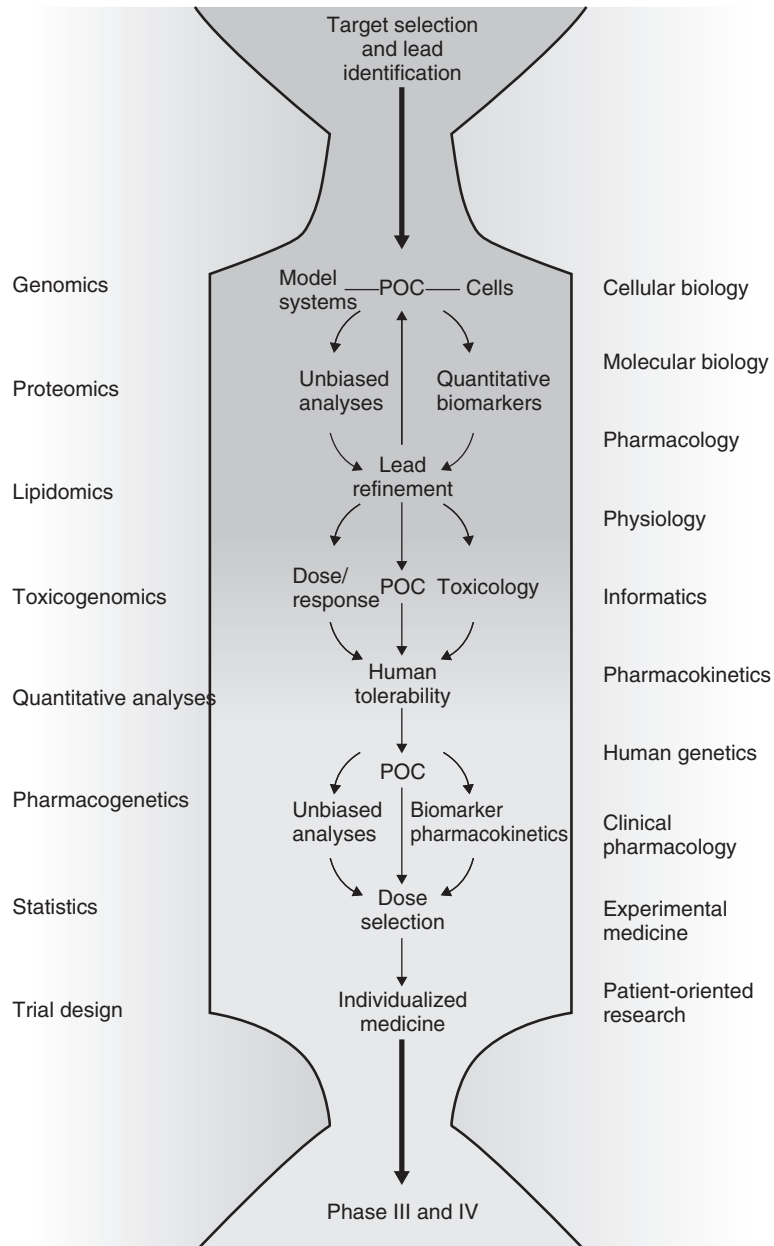 Target selection
and lead
identification
Genomics
Model
systems
POC
Cells
Cellular biology
Molecular biology
Proteomics
Unbiased
analyses
Quantitative
biomarkers
Pharmacology
Lipidomics
Lead
refinement
Physiology
Toxicogenomics
Dose/
response
POC
Toxicology
Informatics
Quantitative analyses
Human
tolerability
Pharmacokinetics
Human genetics
POC
Pharmacogenetics
Unbiased
analyses
Biomarker
pharmacokinetics
Clinical
pharmacology
Statistics
Dose
selection
Experimental
medicine
Trial design
Individualized
medicine
Patient-oriented
research
Phase III and IV